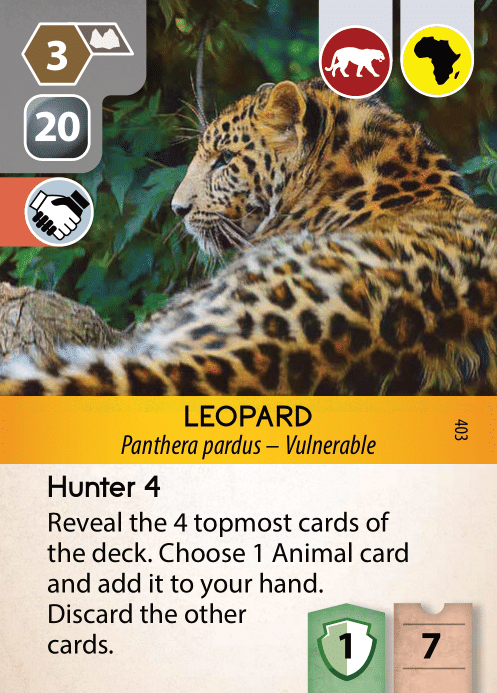 3
20
LEOPARD
Panthera pardus – Vulnerable
403
Hunter 4
Reveal the 4 topmost cards of
the deck. Choose 1 Animal card
and add it to your hand.
Discard the other
cards.
1
7